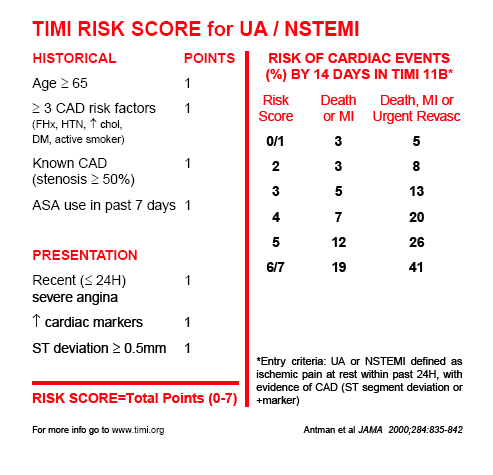 TIMI RISK SCORE for UA / NSTEMI
HISTORICAL POINTS
Age ≥ 65 1
≥ 3 CAD risk factors 1
(FHx, HTN, ↑ chol,
DM, active smoker)
Known CAD 1
(stenosis ≥ 50%)
ASA use in past 7 days 1
PRESENTATION
Recent (≤ 24H) 1
severe angina
↑ cardiac markers 1
ST deviation ≥ 0.5mm 1
RISK SCORE=Total Points (0-7)
RISK OF CARDIAC EVENTS
(%) BY 14 DAYS IN TIMI 11B*
Risk Death Death, MI or
Score or MI Urgent Revasc
0/1 3 5
2 3 8
3 5 13
4 7 20
5 12 26
6/7 19 41
*Entry criteria: UA or NSTEMI defined as
ischemic pain at rest within past 24H, with
evidence of CAD (ST segment deviation or
+marker)
For more info go to www.timi.org
Antman et al JAMA 2000;284:835-842